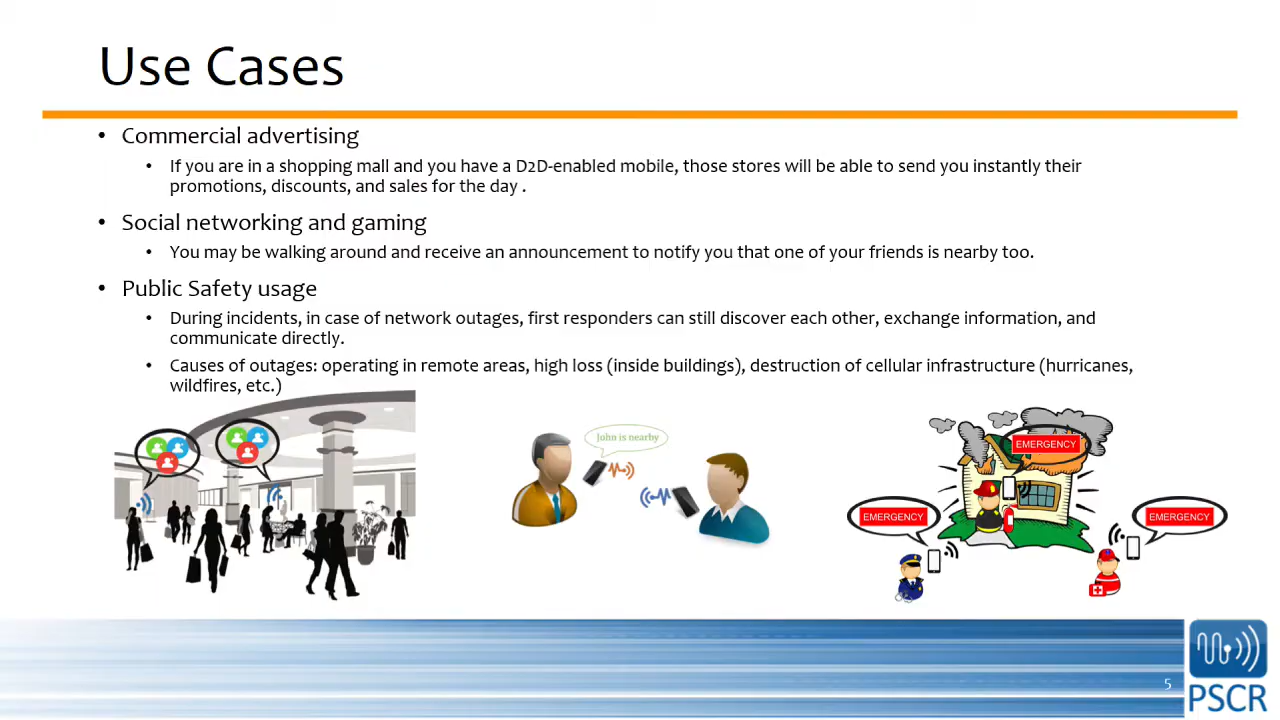 Use Cases
• Commercial advertising
• If you are in a shopping mall and you have a D2D-enabled mobile, those stores will be able to send you instantly their
promotions, discounts, and sales for the day .
• Social networking and gaming
• You may be walking around and receive an announcement to notify you that one of your friends is nearby too.
• Public Safety usage
• During incidents, in case of network outages, first responders can still discover each other, exchange information, and
communicate directly.
• Causes of outages: operating in remote areas, high loss (inside buildings), destruction of cellular infrastructure (hurricanes,
wildfires, etc.)
John is nearby
EMERGENCY
EMERGENCY
EMERGENCY
5
PSCR